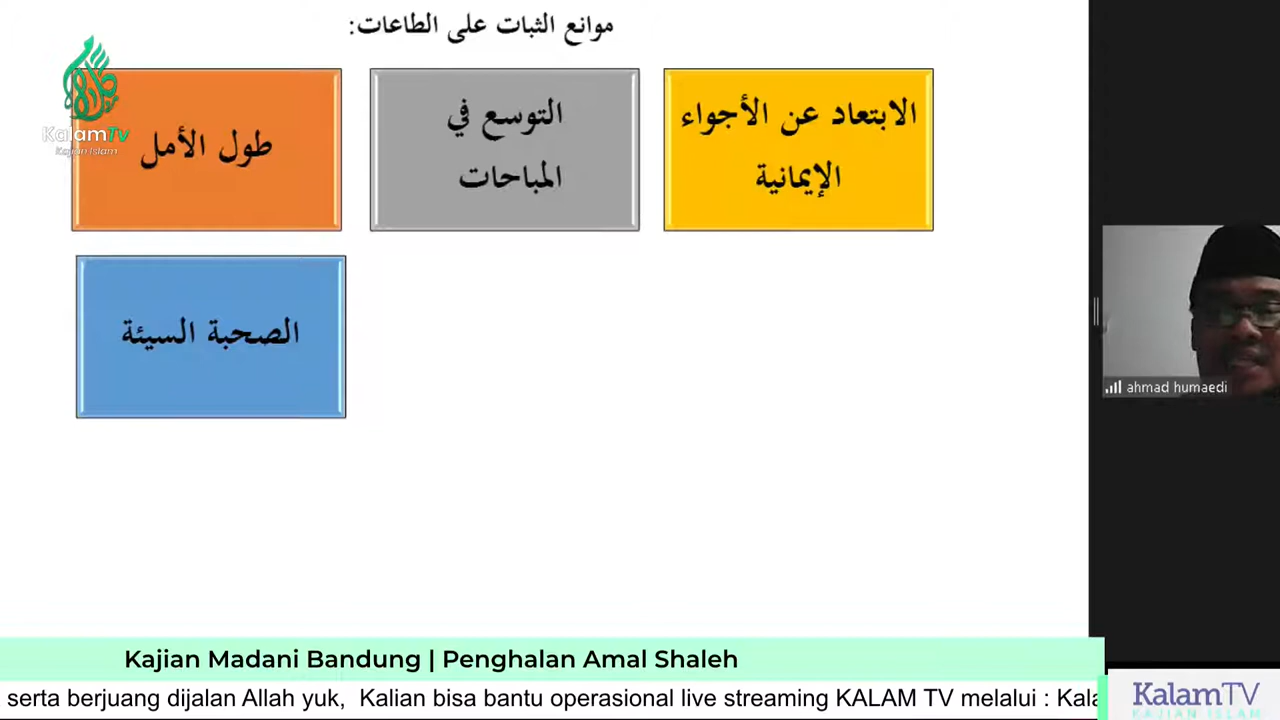 موانع الثبات على الطاعات:
الابتعاد عن الأجواء
الإيمانية
التوسع في
المباحات
طول الأمل
الصحبة السيئة
KalamTv
Kajian Islam
ahmad humaedi
Kajian Madani Bandung | Penghalan Amal Shaleh
serta berjuang dijalan Allah yuk, Kalian bisa bantu operasional live streaming KALAM TV melalui : Kala
KalamTV
KAJIAN ISLAM